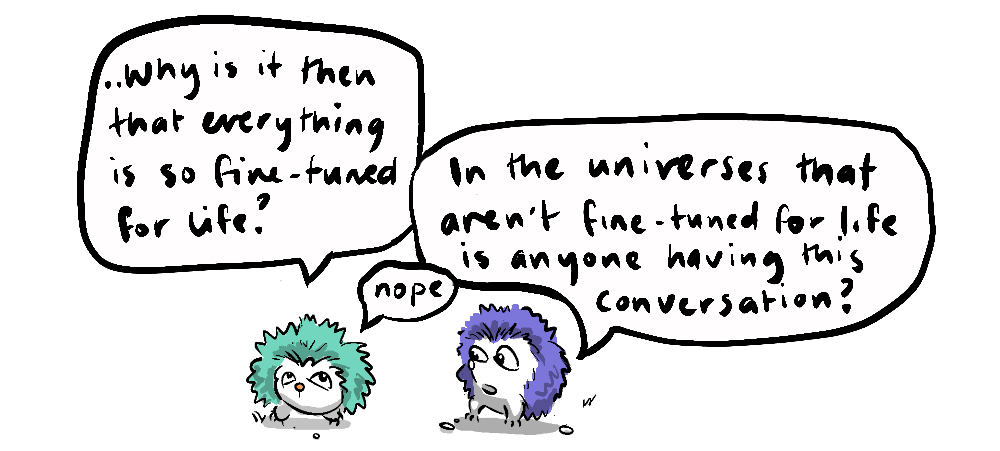 ..Why is it then
that everything
is so fine-tuned
for life?
In the universes that
aren't fine-tuned for life
is anyone having this
conversation?
nope